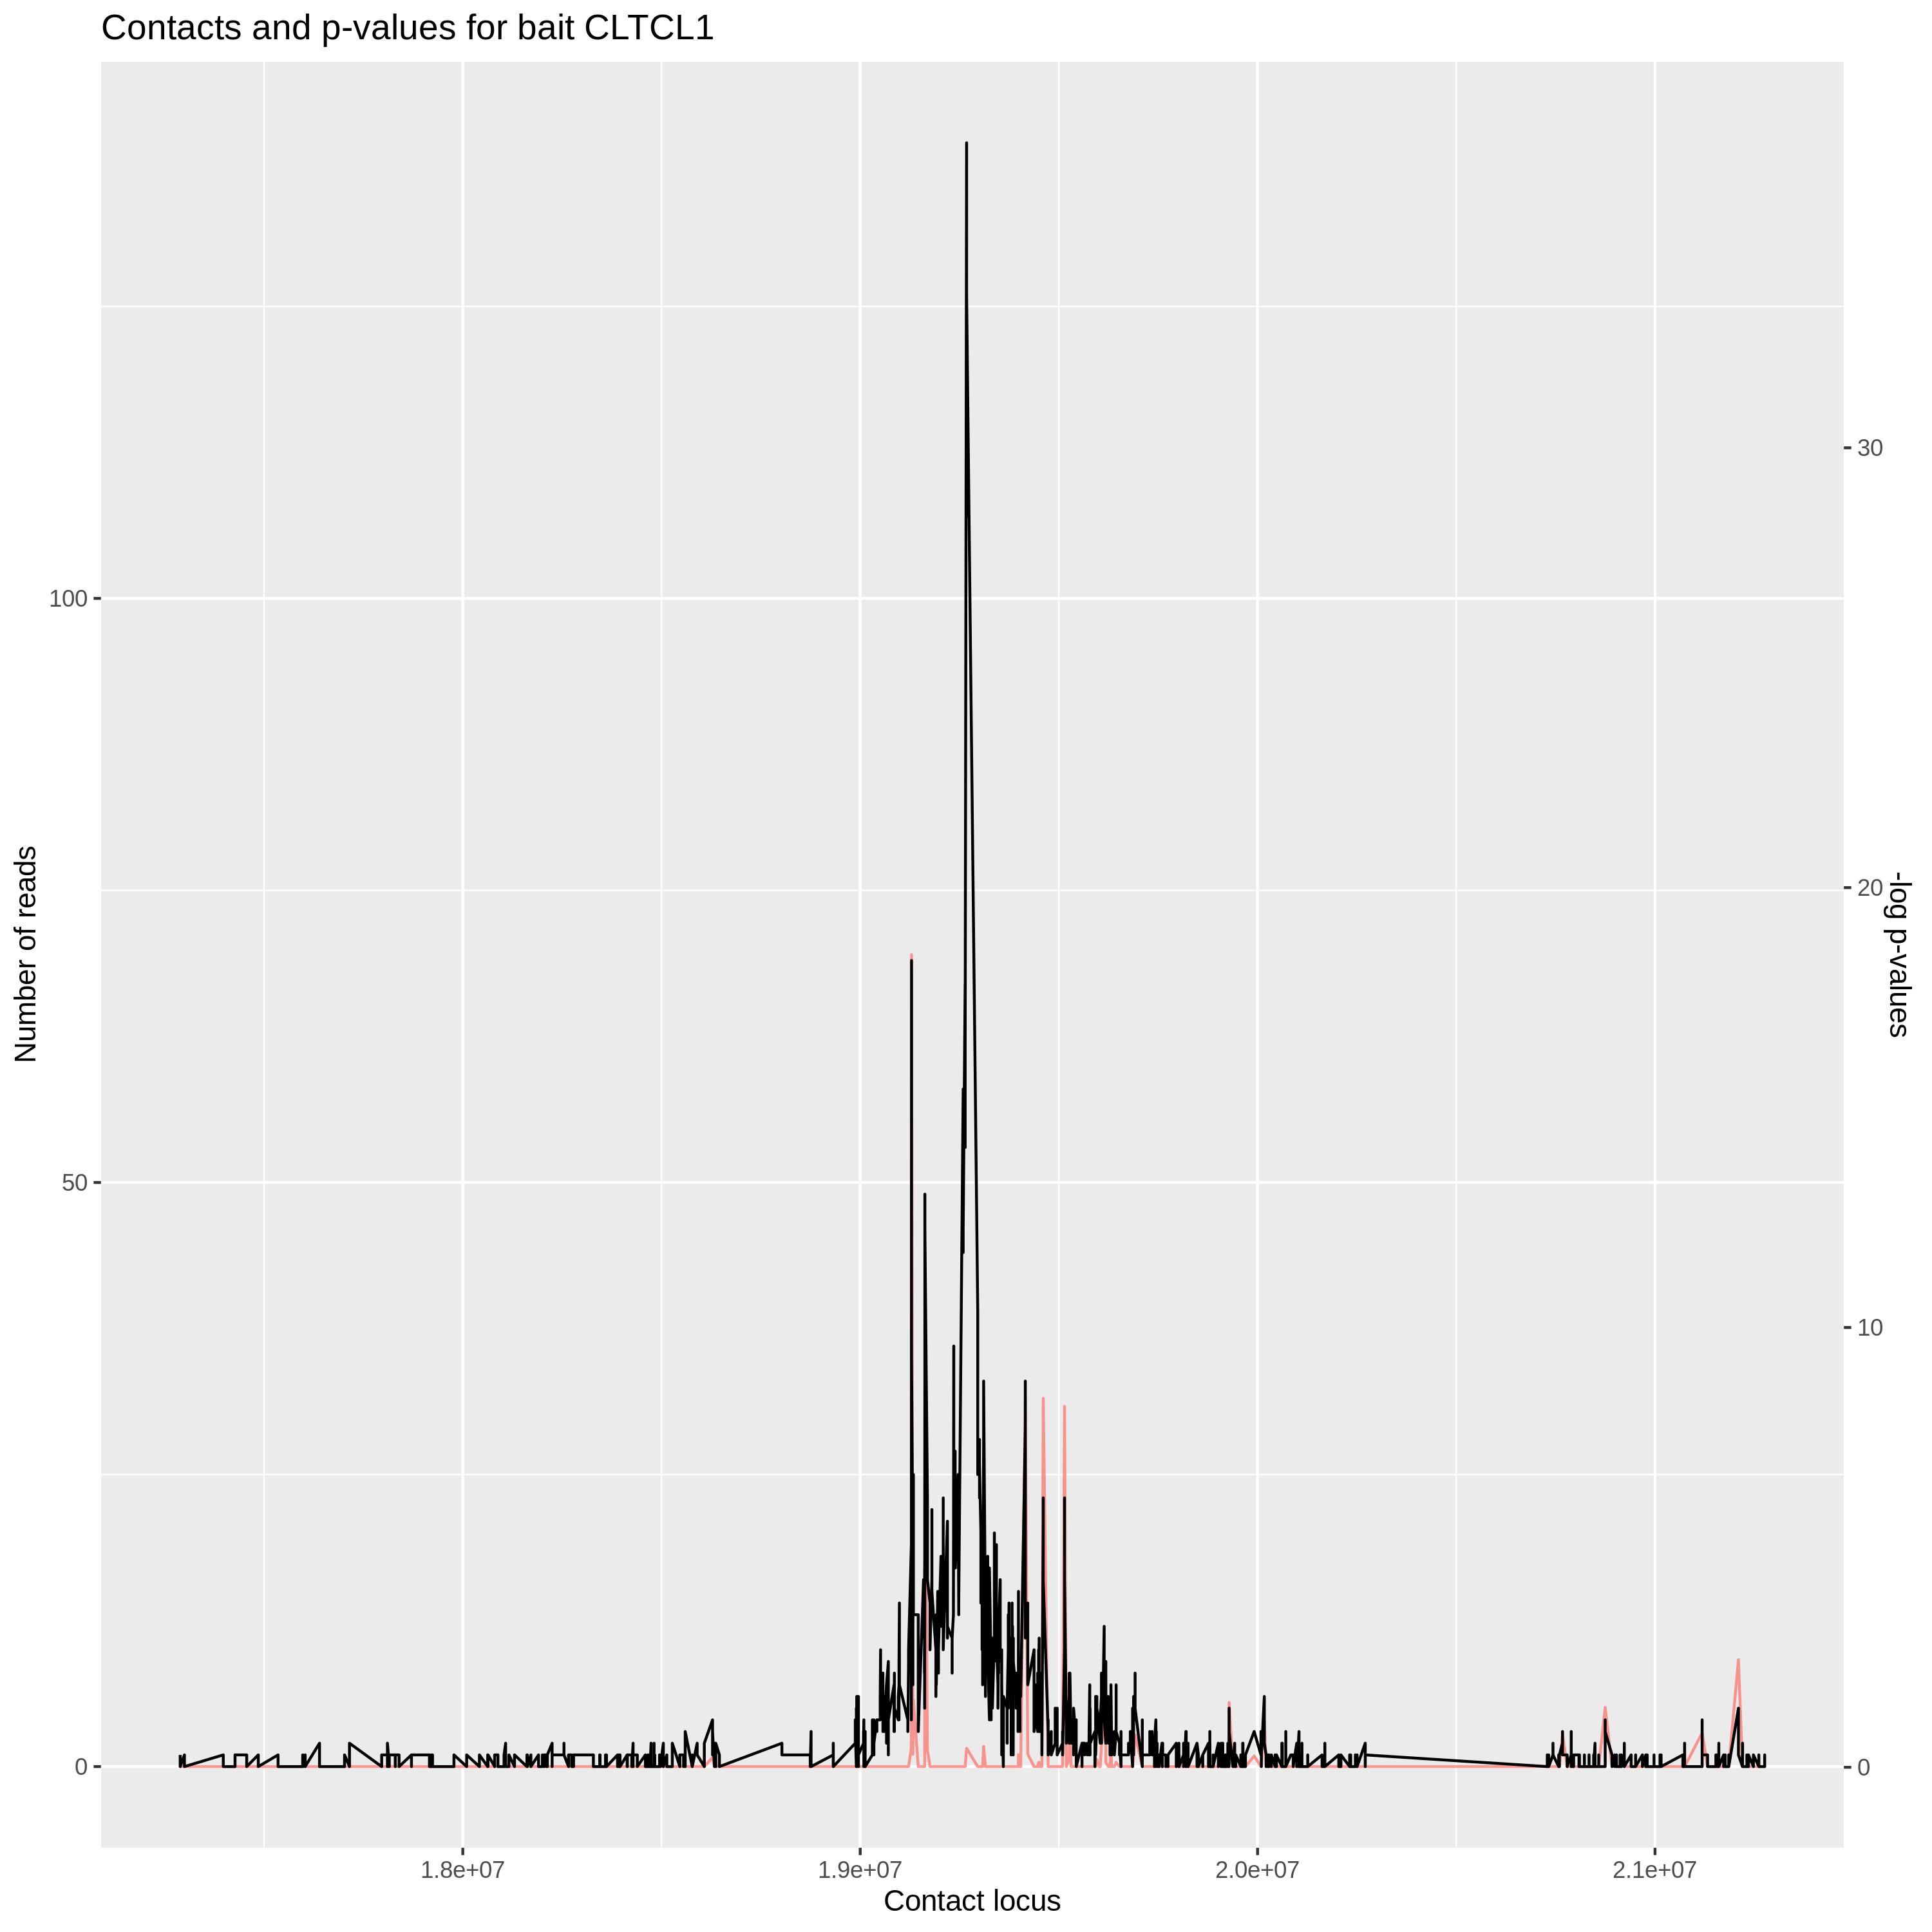 Contacts and p-values for bait CLTCL1
Number of reads
100
50
0
30
20
10
0
-log p-values
1.8e+07
1.9e+07
2.0e+07
2.1e+07
Contact locus